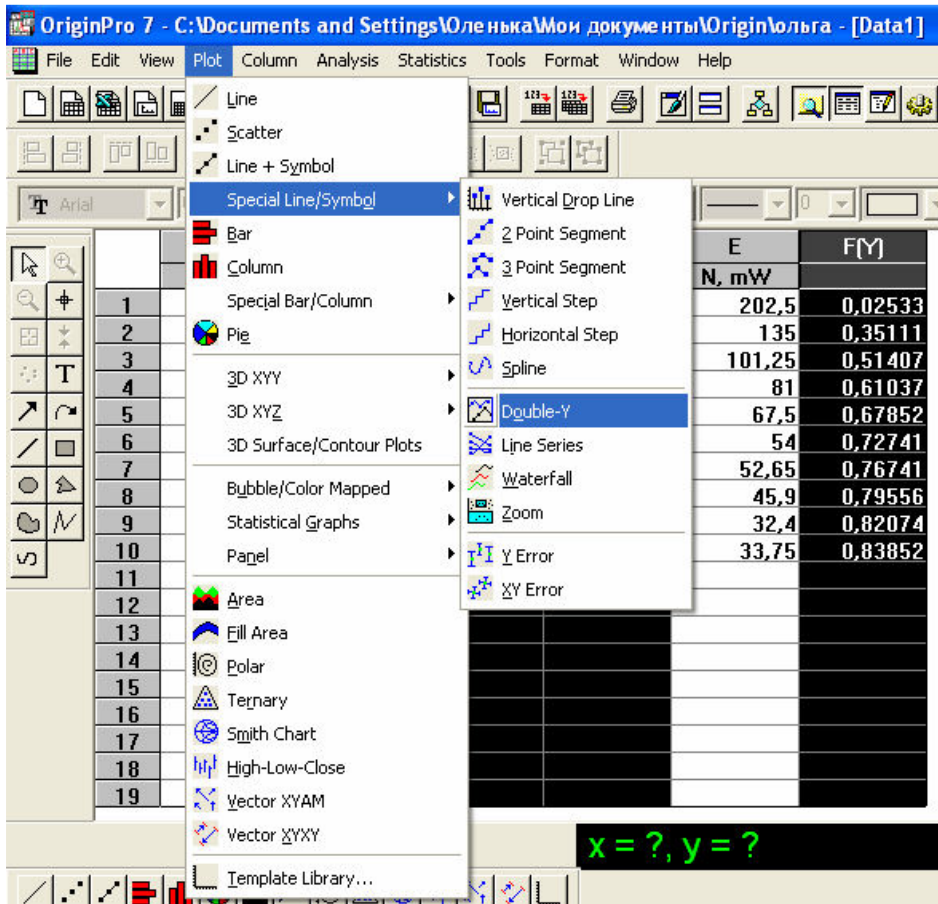 OriginPro 7 - C:\Documents and Settings\Оленька\Мои документы\Origin\ольга - [Data1]
File Edit View Plot Column Analysis Statistics Tools Format Window Help
Line
Scatter
Line + Symbol
Special Line/Symbol
Bar
Column
Special Bar/Column
Pie
3D XYY
3D XYZ
3D Surface/Contour Plots
Bubble/Color Mapped
Statistical Graphs
Panel
Area
Fill Area
Polar
Ternary
Smith Chart
High-Low-Close
Vector XYAM
Vector XYXY
Template Library...
Vertical Drop Line
2 Point Segment
3 Point Segment
Vertical Step
Horizontal Step
Spline
Double-Y
Line Series
Waterfall
Zoom
Y Error
XY Error
Arial
0
T
E F(Y)
N, mW
1 202,5 0,02533
2 135 0,35111
3 101,25 0,51407
4 81 0,61037
5 67,5 0,67852
6 54 0,72741
7 52,65 0,76741
8 45,9 0,79556
9 32,4 0,82074
10 33,75 0,83852
11
12
13
14
15
16
17
18
19
x = ?, y = ?